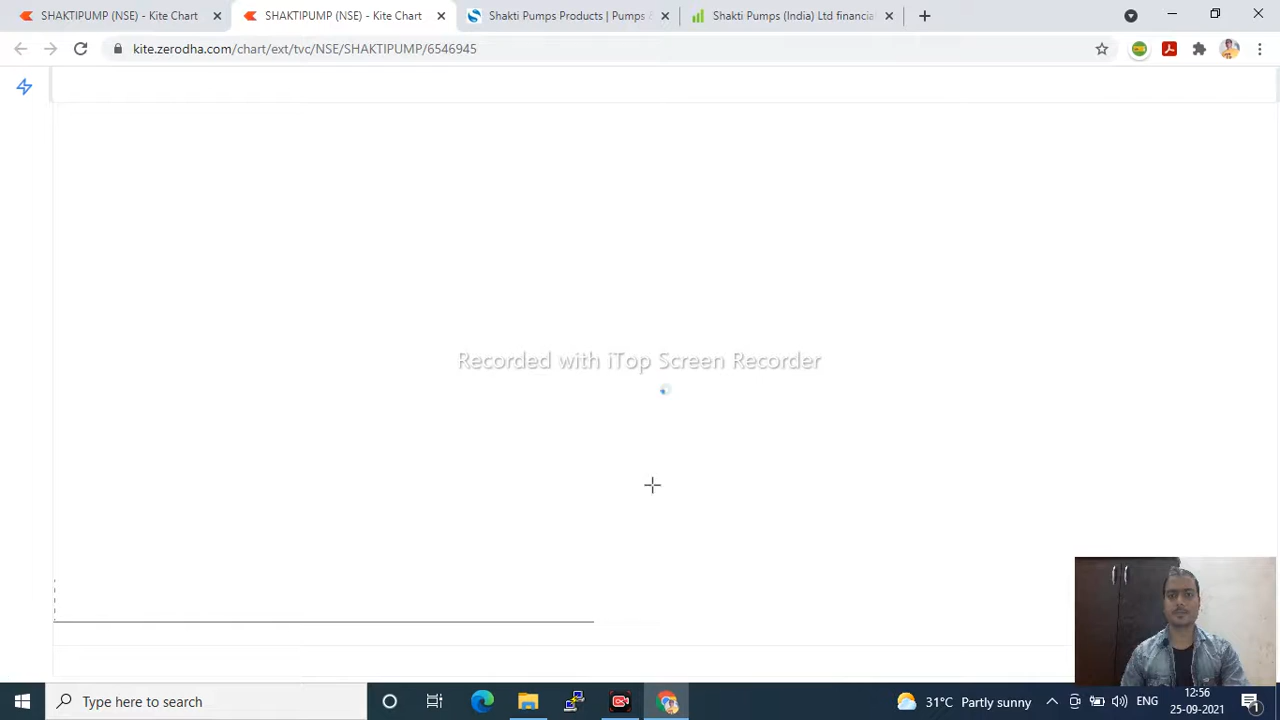 SHAKTIPUMP (NSE) - Kite Chart
SHAKTIPUMP (NSE) - Kite Chart
Shakti Pumps Products | Pumps &
Shakti Pumps (India) Ltd financial
kite.zerodha.com/chart/ext/tvc/NSE/SHAKTIPUMP/6546945
Recorded with iTop Screen Recorder
Type here to search
31°C Partly sunny
ENG
12:56
25-09-2021
1